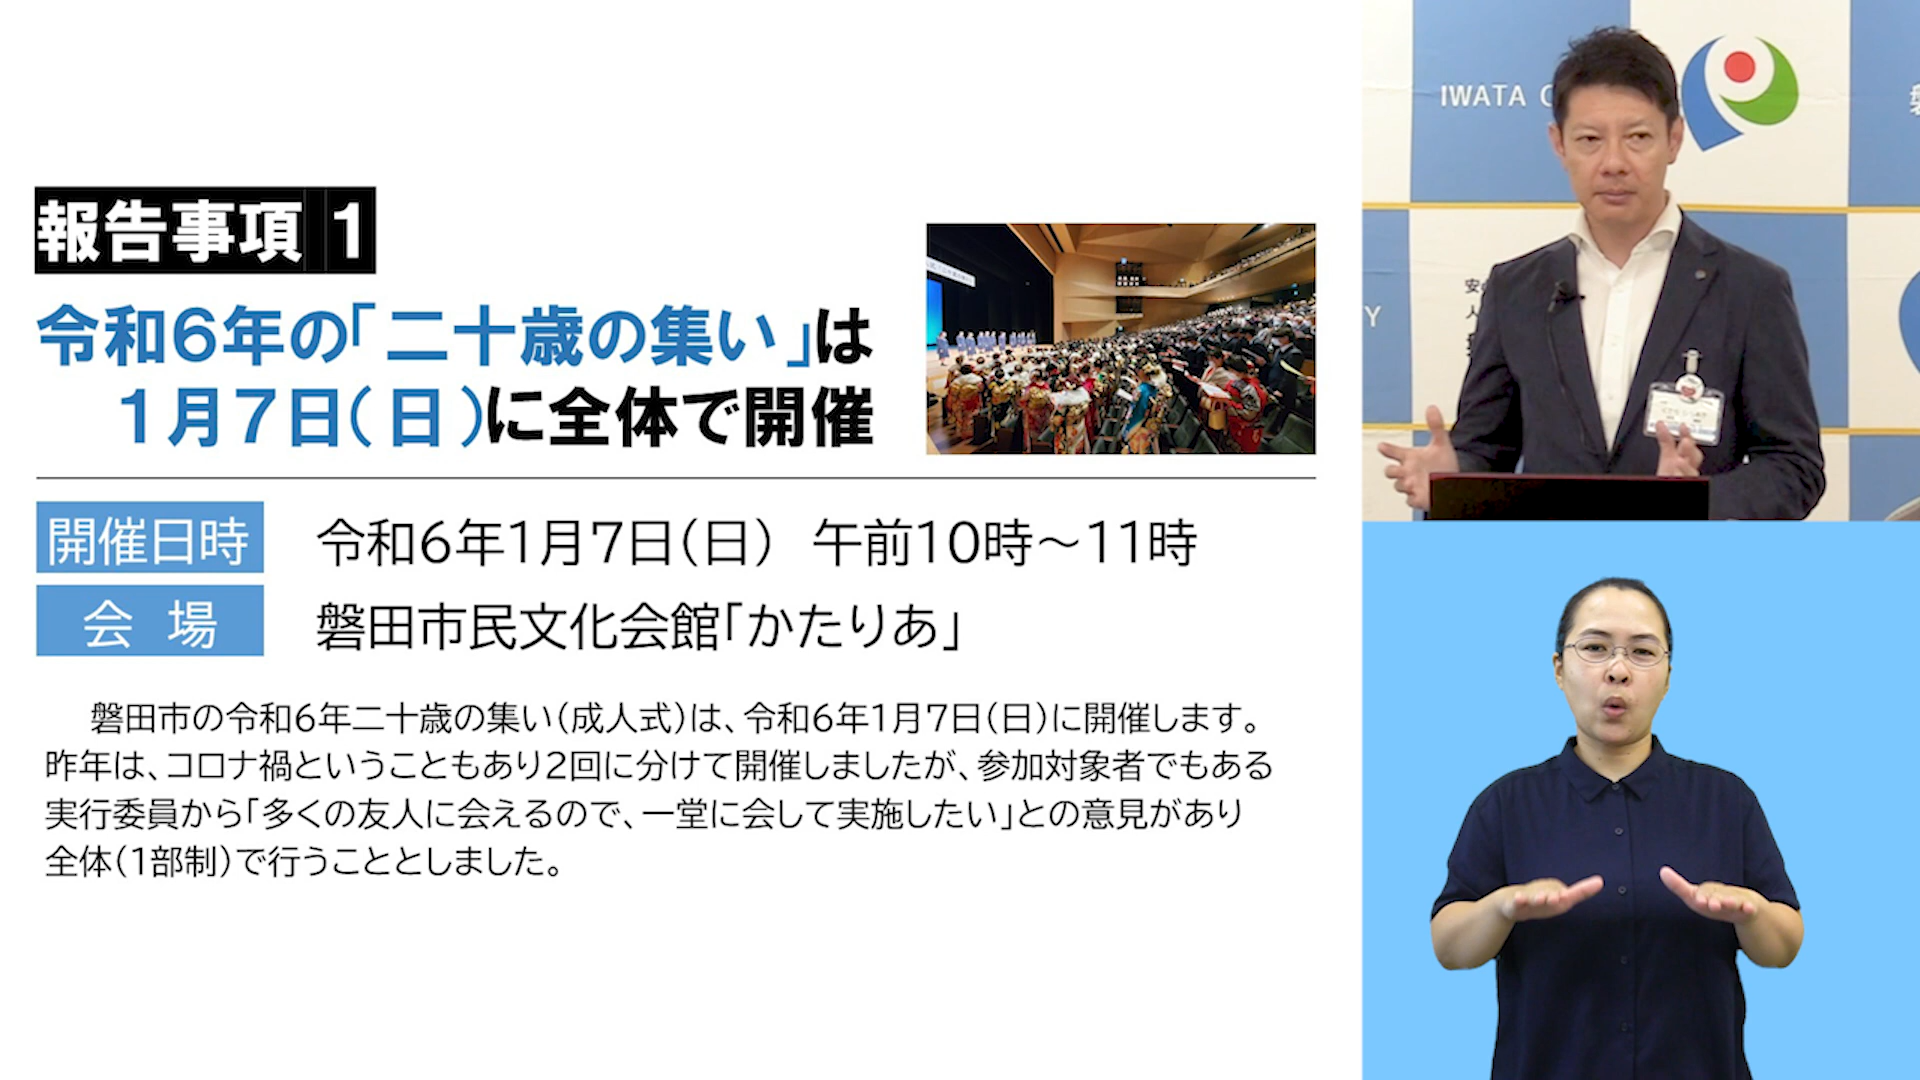 報告事項 1
令和6年の「二十歳の集い」は
1月7日(日)に全体で開催
開催日時 令和6年1月7日(日) 午前10時～11時
会 場 磐田市民文化会館「かたりあ」
磐田市の令和6年二十歳の集い(成人式)は、令和6年1月7日(日)に開催します。
昨年は、コロナ禍ということもあり2回に分けて開催しましたが、参加対象者でもある
実行委員から「多くの友人に会えるので、一堂に会して実施したい」との意見があり
全体(1部制)で行うこととしました。
IWATA